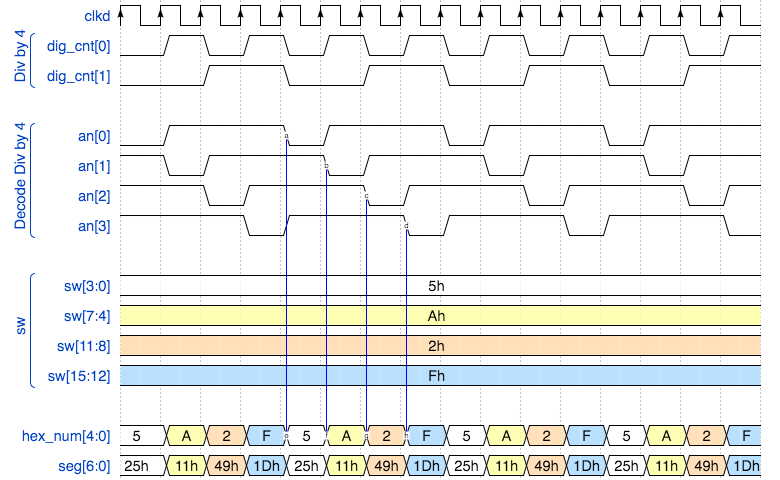 clkd
Div by 4
dig_cnt[0]
dig_cnt[1]
Decode Div by 4
an[0] a
an[1] b
an[2] c
an[3] d
sw
sw[3:0] 5h
sw[7:4] Ah
sw[11:8] 2h
sw[15:12] Fh
hex_num[4:0] 5 A 2 F 5 A 2 F 5 A 2 F 5 A 2 F
seg[6:0] 25h 11h 49h 1Dh 25h 11h 49h 1Dh 25h 11h 49h 1Dh 25h 11h 49h 1Dh